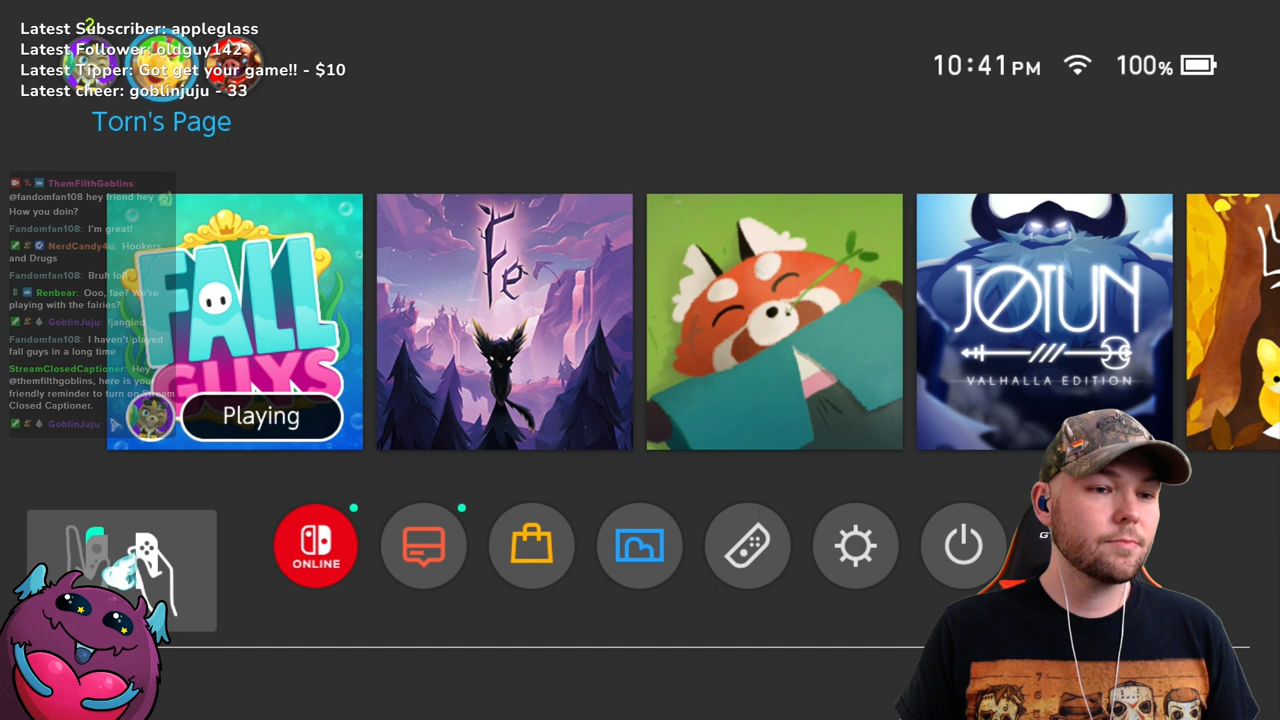 Latest Subscriber: appleglass
Latest Follower: oldguy142
Latest Tipper: Got get your game!! - $10
Latest cheer: goblinjuju - 33
2
Torn's Page
10:41 PM
100%
ThemFilthGoblins:
@fandomfan108 hey friend hey
How you doin?
Fandomfan108: I'm great!
NerdCandy4u: Hookers
and Drugs
Fandomfan108: Bruh lol
Renbear: Ooo, fae? We're
playing with the fairies?
GoblinJuju: !jangled
Fandomfan108: I haven't played
fall guys in a long time
StreamClosedCaptioner: Hey
@themfilthgoblins, here is your
friendly reminder to turn on Stream
Closed Captioner.
GoblinJuju:
FALL
GUYS
Playing
Fe
JØTUN
VALHALLA EDITION
ONLINE
7
6